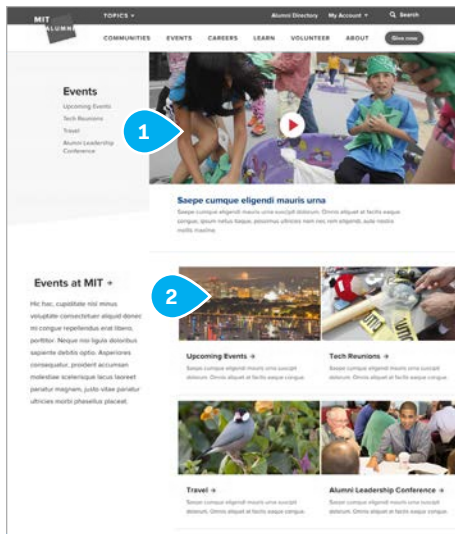 MIT
ALUMNI
TOPICS
Alumni Directory
My Account
Search
COMMUNITIES
EVENTS
CAREERS
LEARN
VOLUNTEER
ABOUT
Give now
Events
Upcoming Events
Tech Reunions
Travel
Alumni Leadership
Conference
1
Saepe cumque eligendi mauris urna
Saepe cumque eligendi mauris urna suscipit dolorum. Omnis aliquet at facilis eaque
congue, ipsum netus itaque, possimus ultrices nam nec rem eligendi, aute nostra
mollis maxime.
Events at MIT →
Hic hac, cupiditate nisl minus
voluptate consectetuer aliquid donec
mi congue repellendus erat libero,
porttitor. Neque nisi ligula doloribus
sapiente debitis optio. Asperiores
consequatur, proident accumsan
molestiae scelerisque lacus laoreet
pariatur magnam, justo vitae pariatur
ultricies morbi phasellus placeat.
2
Upcoming Events →
Saepe cumque eligendi mauris urna suscipit
dolorum. Omnis aliquet at facilis eaque congue.
Tech Reunions →
Saepe cumque eligendi mauris urna suscipit
dolorum. Omnis aliquet at facilis eaque congue.
Travel →
Saepe cumque eligendi mauris urna suscipit
dolorum. Omnis aliquet at facilis eaque congue.
Alumni Leadership Conference →
Saepe cumque eligendi mauris urna suscipit
dolorum. Omnis aliquet at facilis eaque congue.